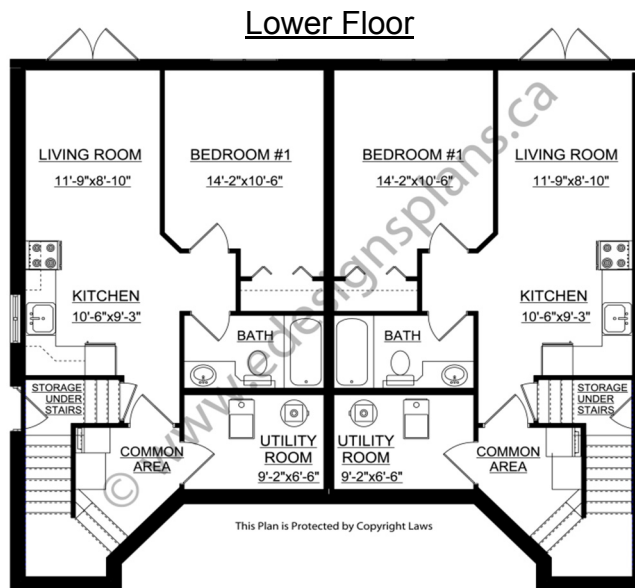 Lower Floor
LIVING ROOM
11'-9"x8'-10"
BEDROOM #1
14'-2"x10'-6"
BEDROOM #1
14'-2"x10'-6"
LIVING ROOM
11'-9"x8'-10"
KITCHEN
10'-6"x9'-3"
BATH
BATH
KITCHEN
10'-6"x9'-3"
STORAGE
UNDER
STAIRS
STORAGE
UNDER
STAIRS
COMMON
AREA
UTILITY
ROOM
9'-2"x6'-6"
UTILITY
ROOM
9'-2"x6'-6"
COMMON
AREA
© www.edesignsplans.ca
This Plan is Protected by Copyright Laws